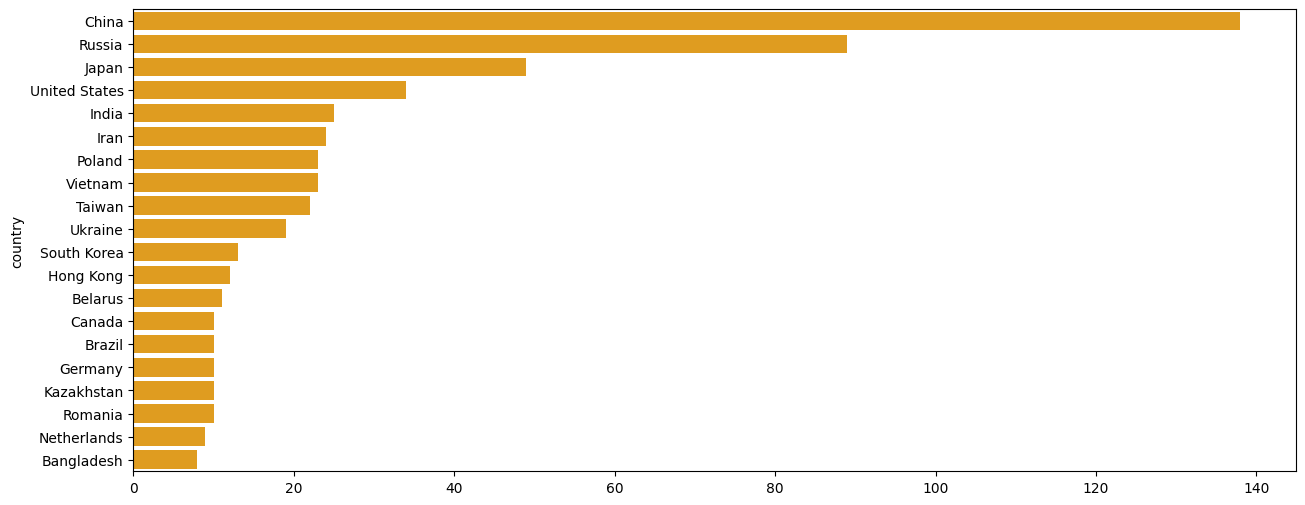 country
China
Russia
Japan
United States
India
Iran
Poland
Vietnam
Taiwan
Ukraine
South Korea
Hong Kong
Belarus
Canada
Brazil
Germany
Kazakhstan
Romania
Netherlands
Bangladesh
0 20 40 60 80 100 120 140